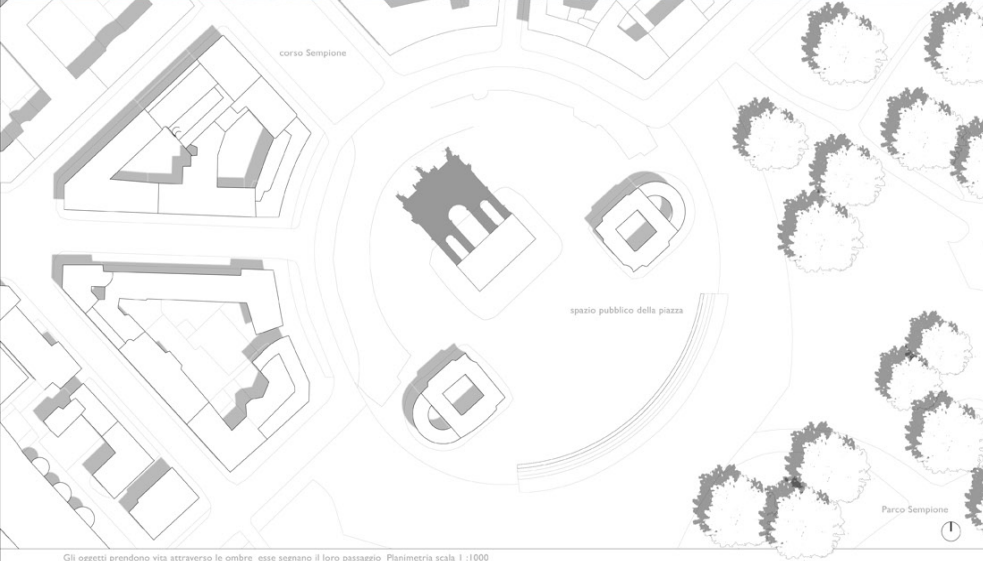 corso Sempione
spazio pubblico della piazza
Parco Sempione
Gli oggetti prendono vita attraverso le ombre esse segnano il loro passaggio Planimetria scala 1 :1000